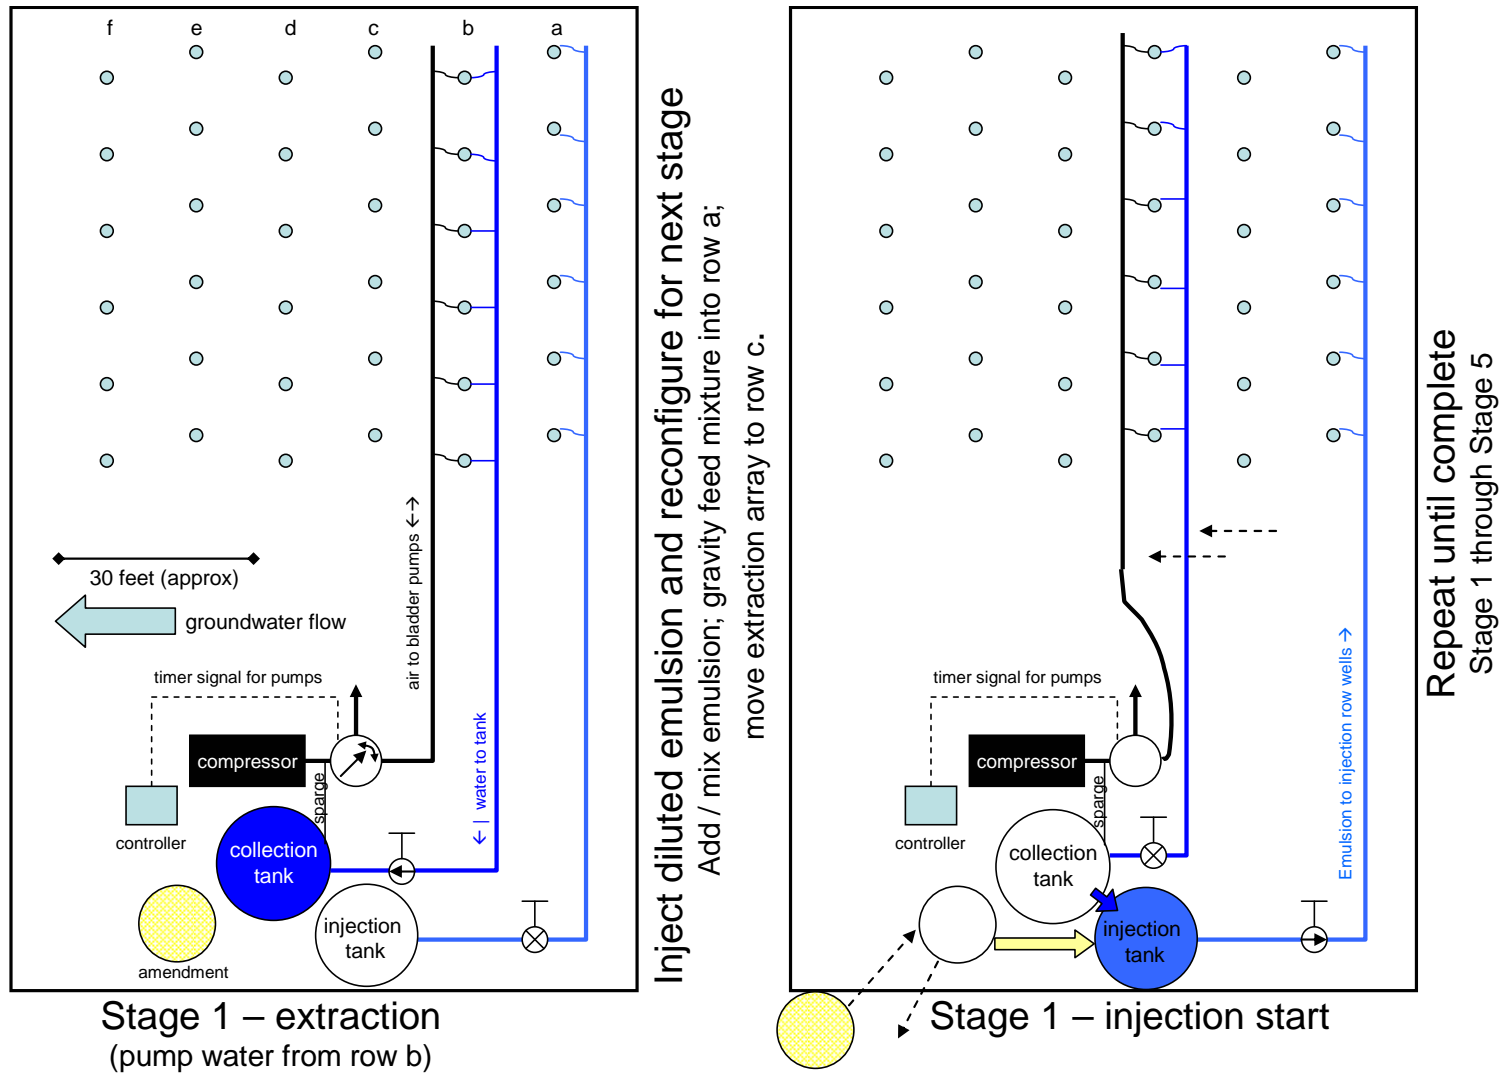 f e d c b a
30 feet (approx)
groundwater flow
air to bladder pumps ←→
timer signal for pumps
compressor
sparge
← | water to tank
controller
collection
tank
injection
tank
amendment
Stage 1 – extraction
(pump water from row b)
Inject diluted emulsion and reconfigure for next stage
Add / mix emulsion; gravity feed mixture into row a;
move extraction array to row c.
timer signal for pumps
compressor
sparge
controller
collection
tank
injection
tank
Emulsion to injection row wells →
Stage 1 – injection start
Repeat until complete
Stage 1 through Stage 5